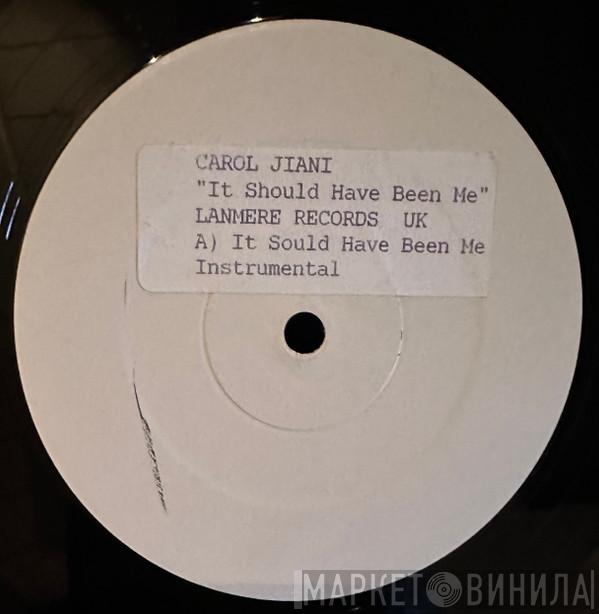 CAROL JIANI
"It Should Have Been Me"
LANMERE RECORDS UK
A) It Sould Have Been Me
Instrumental
МАРКЕТ ВИНИЛА